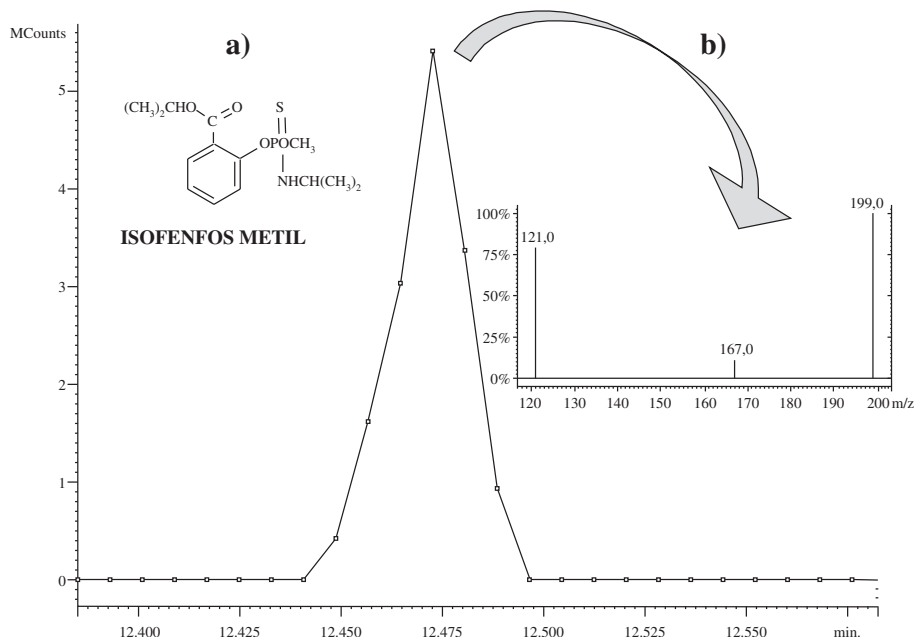 MCounts
a)
b)
5
4
3
2
1
0
(CH₃)₂CHO
C
O
S
OPOCH₃
NHCH(CH₃)₂
ISOFENFOS METIL
100%
75%
50%
25%
0%
121,0
167,0
199,0
120 130 140 150 160 170 180 190 200 m/z
12.400 12.425 12.450 12.475 12.500 12.525 12.550 min.